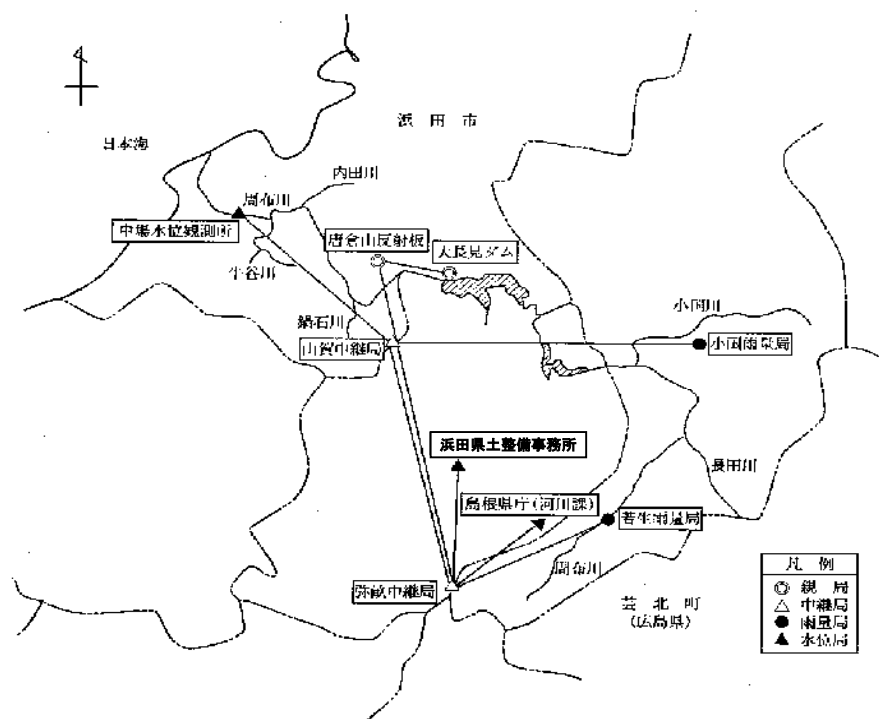 浜田市
日本海
内田川
周布川
中場水位観測所
唐倉山反射板
大長見ダム
牛谷川
鍋石川
小国川
山賀中継局
小国雨量局
浜田県土整備事務所
長田川
島根県庁(河川課)
若生雨量局
周布川
弥畝中継局
芸北町
(広島県)
凡例
親局
中継局
雨量局
水位局